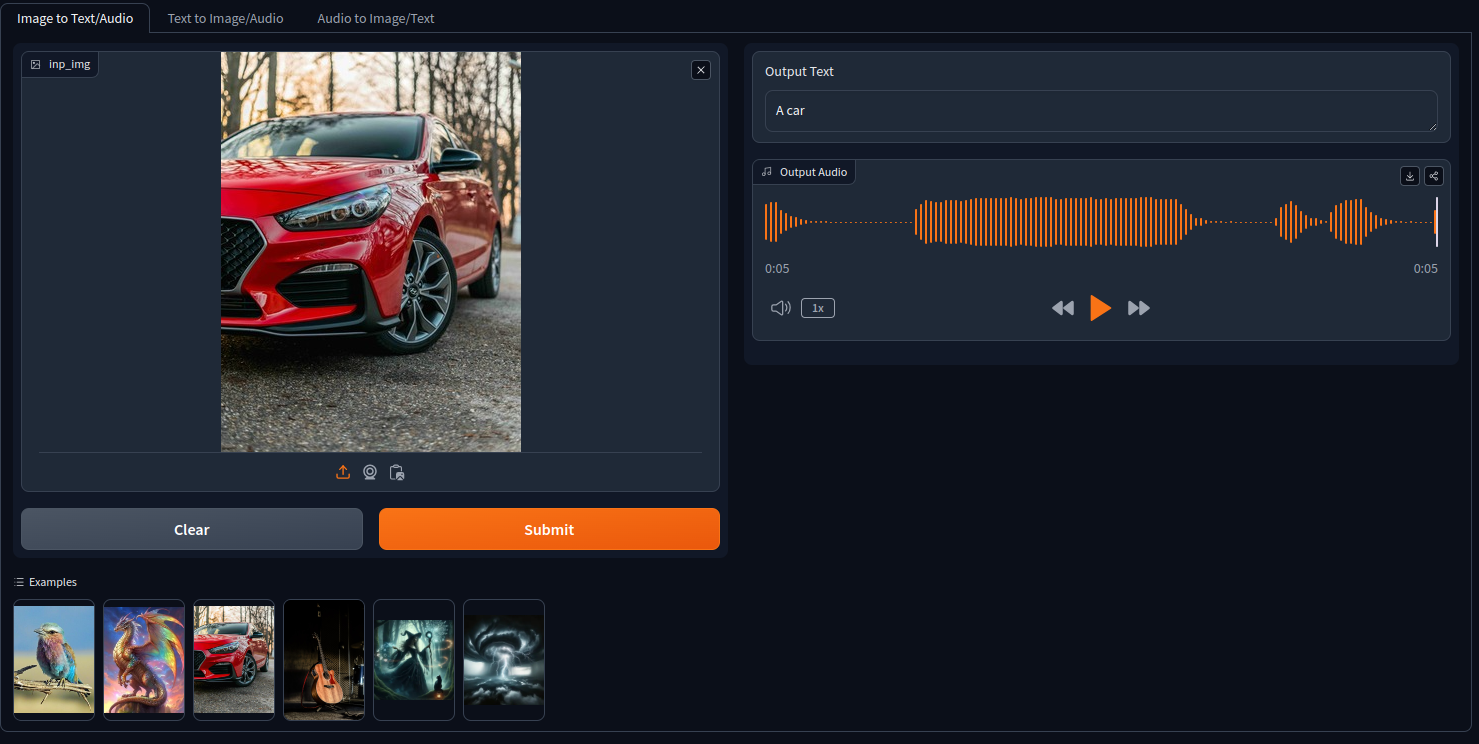 Image to Text/Audio
Text to Image/Audio
Audio to Image/Text
inp_img
Output Text
A car
Output Audio
0:05
0:05
1x
Clear
Submit
Examples